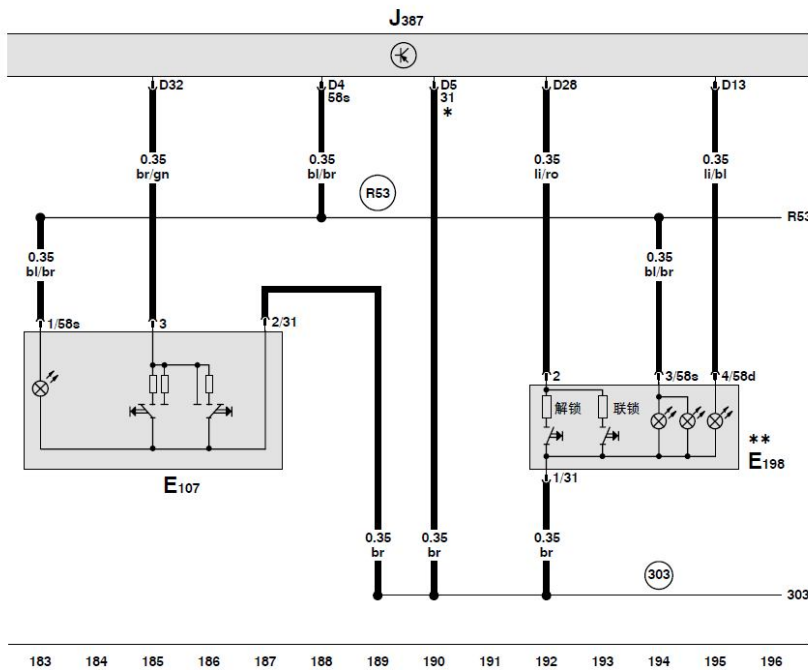 J387
D32 D4 D5 D28 D13
58s 31
*
0.35 0.35 0.35 0.35
br/gn bl/br li/ro li/bl
R53
R53
0.35 0.35
bl/br bl/br
1/58s 3 2/31
2 3/58s 4/58d
解锁 联锁
**
E107
E198
1/31
0.35 0.35 0.35
br br br
303
303
183 184 185 186 187 188 189 190 191 192 193 194 195 196